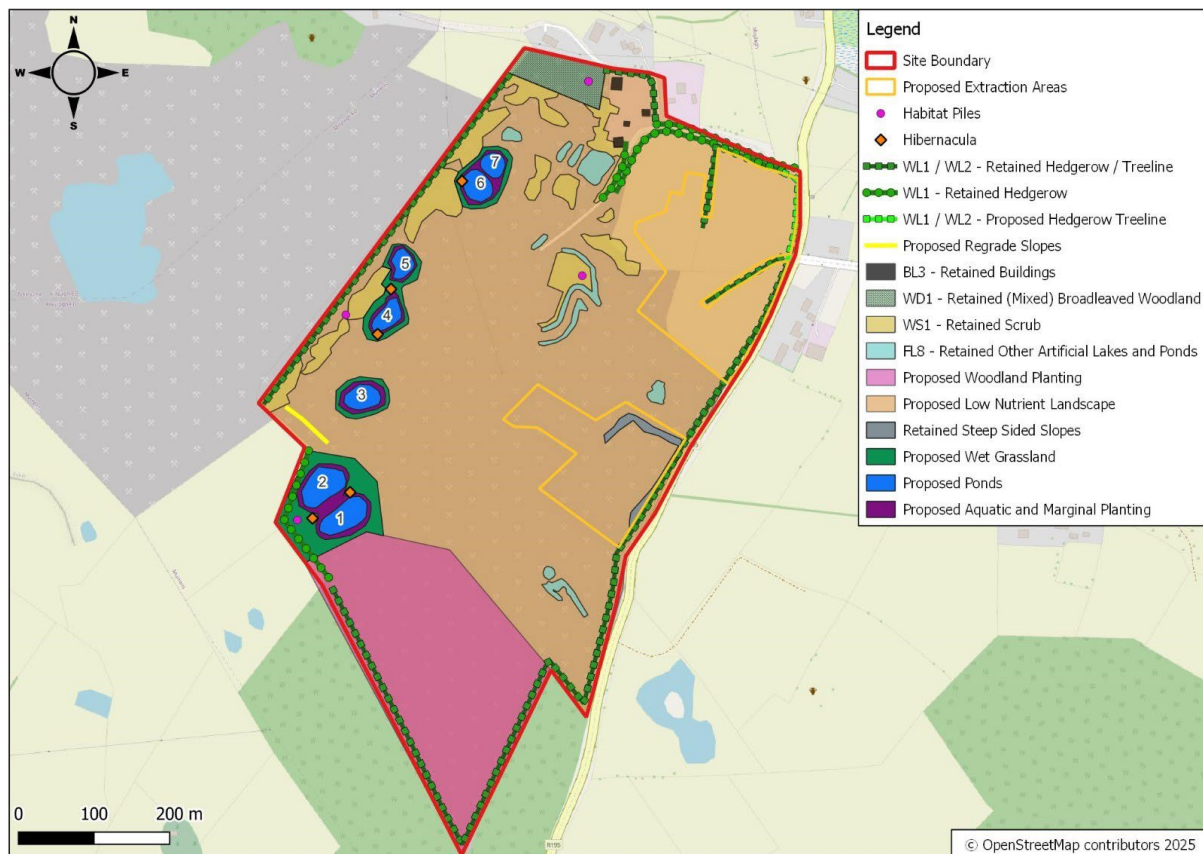 N
W
E
S
7
6
5
4
3
2
1
0 100 200 m
R195
Legend
Site Boundary
Proposed Extraction Areas
Habitat Piles
Hibernacula
WL1 / WL2 - Retained Hedgerow / Treeline
WL1 - Retained Hedgerow
WL1 / WL2 - Proposed Hedgerow Treeline
Proposed Regrade Slopes
BL3 - Retained Buildings
WD1 - Retained (Mixed) Broadleaved Woodland
WS1 - Retained Scrub
FL8 - Retained Other Artificial Lakes and Ponds
Proposed Woodland Planting
Proposed Low Nutrient Landscape
Retained Steep Sided Slopes
Proposed Wet Grassland
Proposed Ponds
Proposed Aquatic and Marginal Planting
© OpenStreetMap contributors 2025